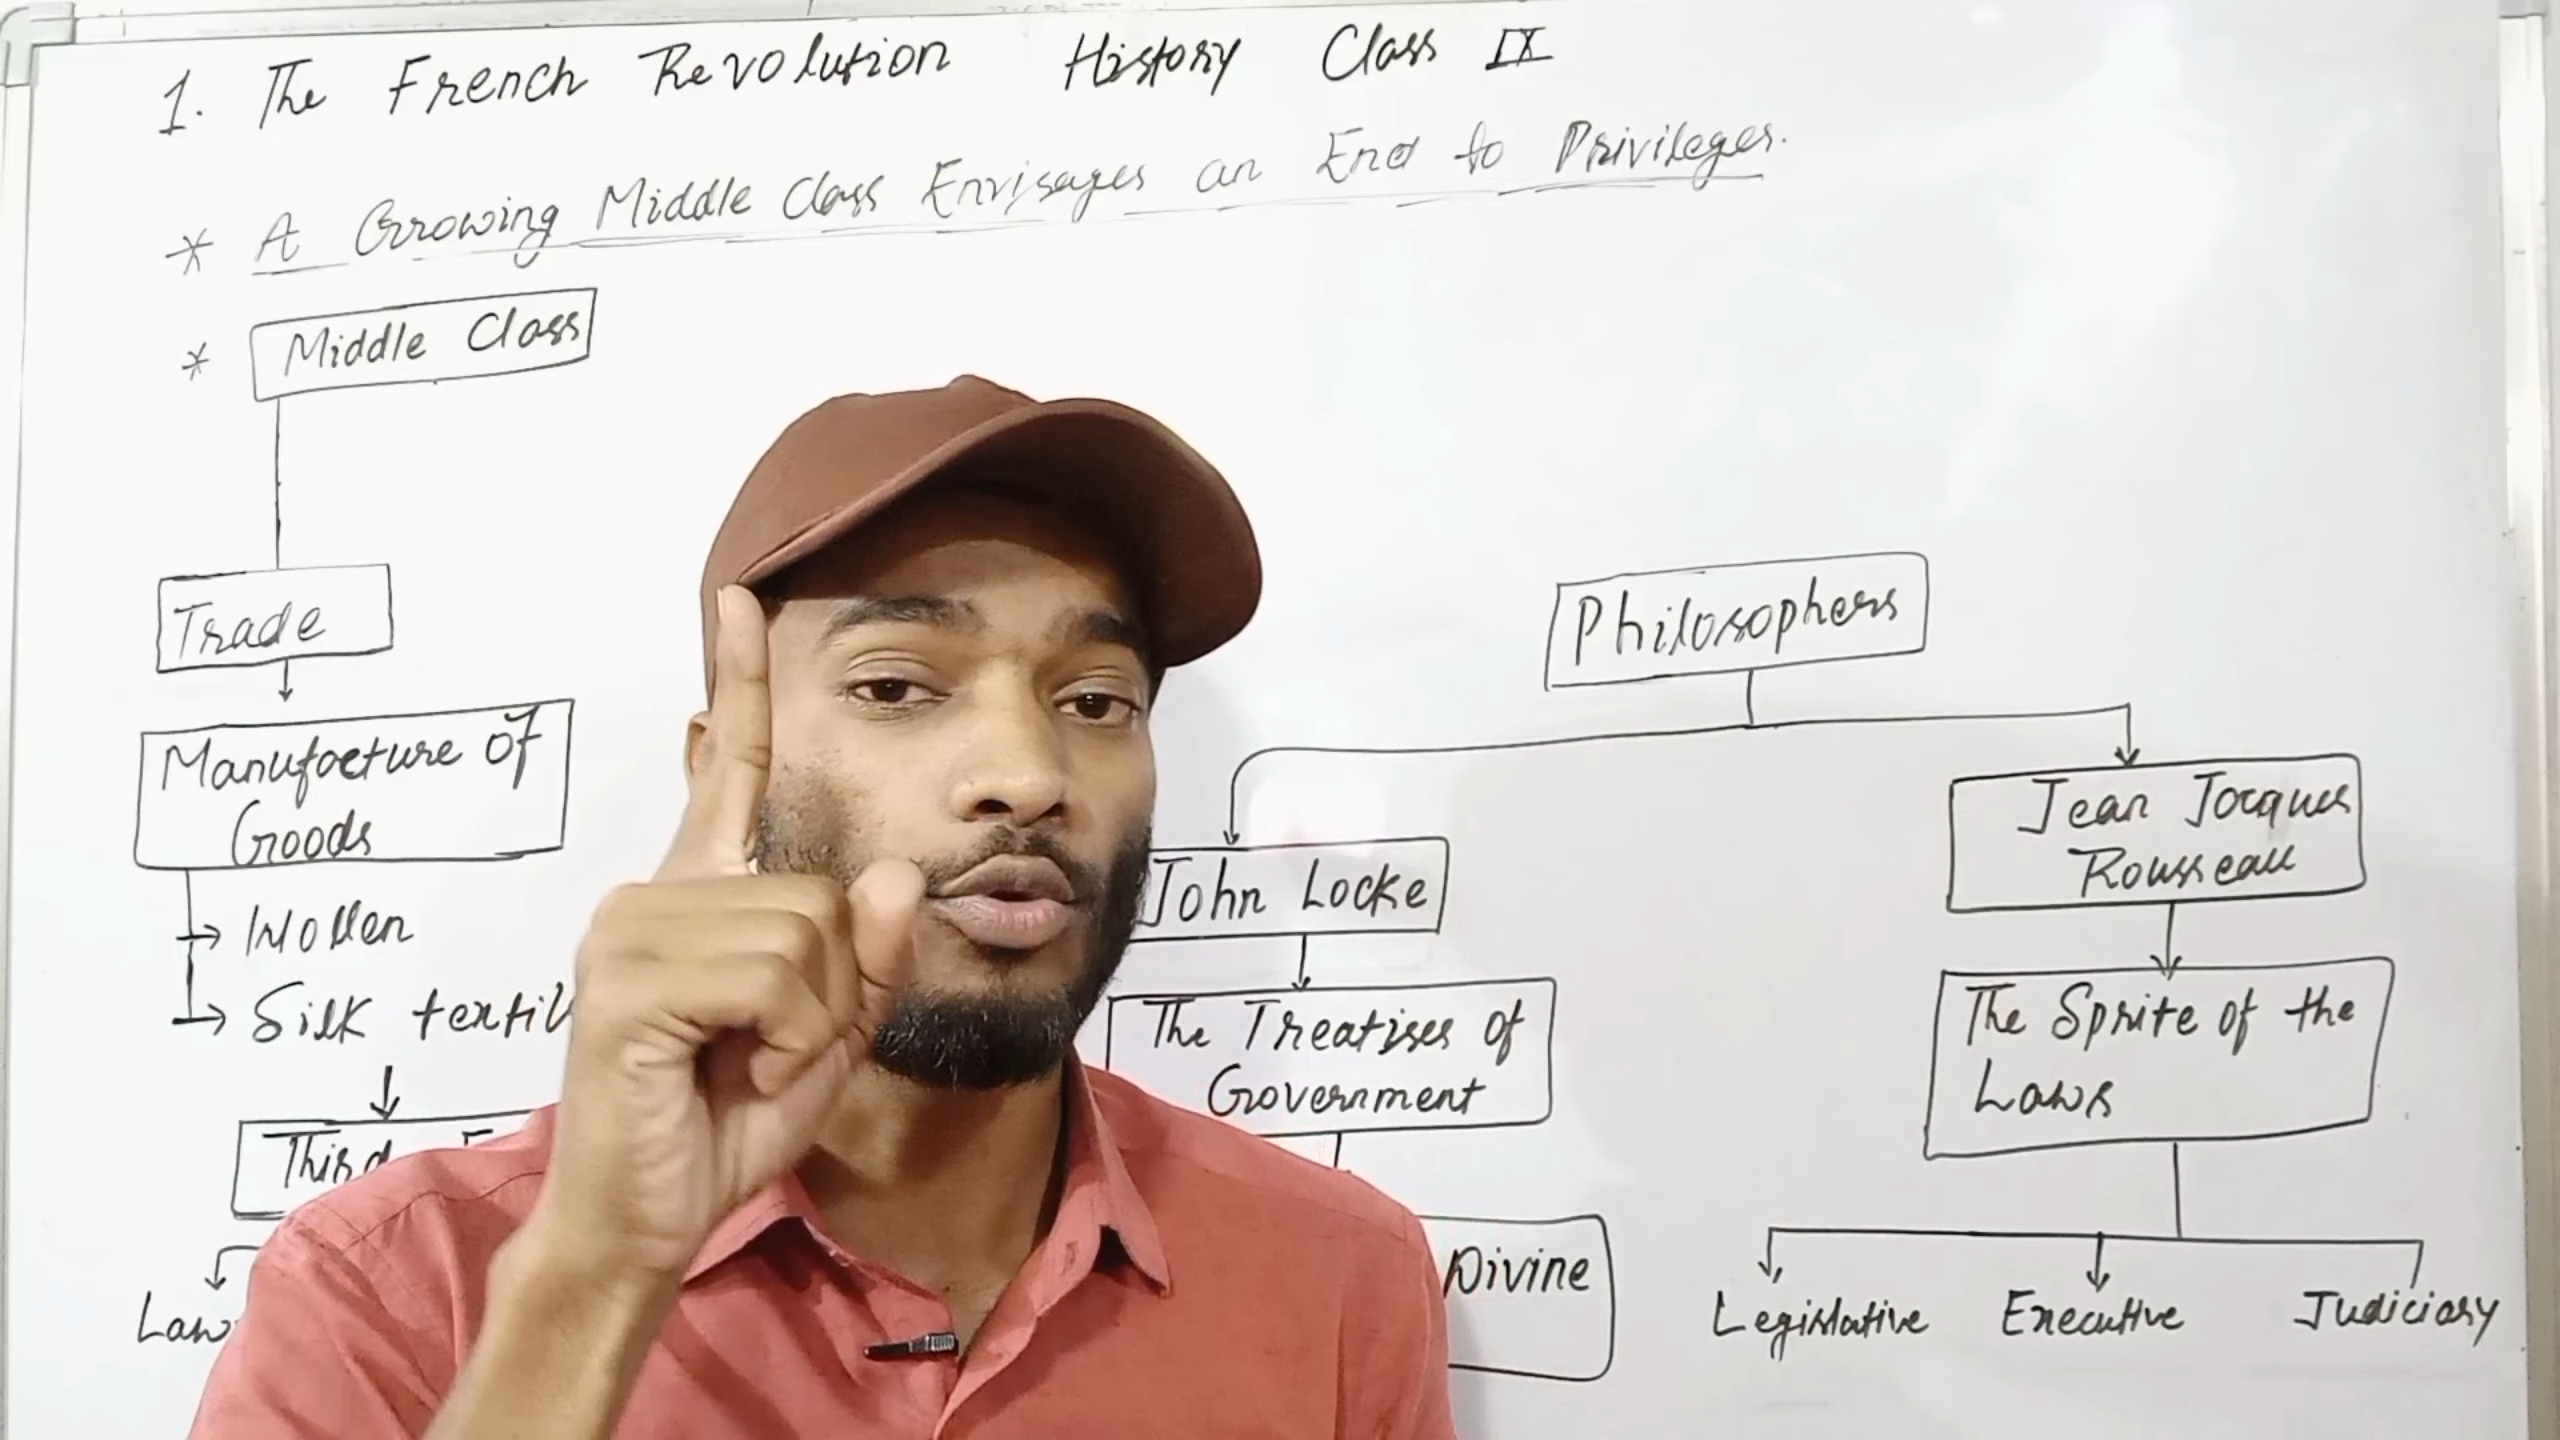 1. The French Revolution History Class IX
* A Growing Middle Class Envisages an End to Privileges.
* Middle Class
Trade
Manufacture of
Goods
Wollen
Silk textil
Third
Law
Philosophers
John Locke
The Treatises of
Government
Divine
Jean Jacques
Rousseau
The Sprite of the
Laws
Legislative Executive Judiciary